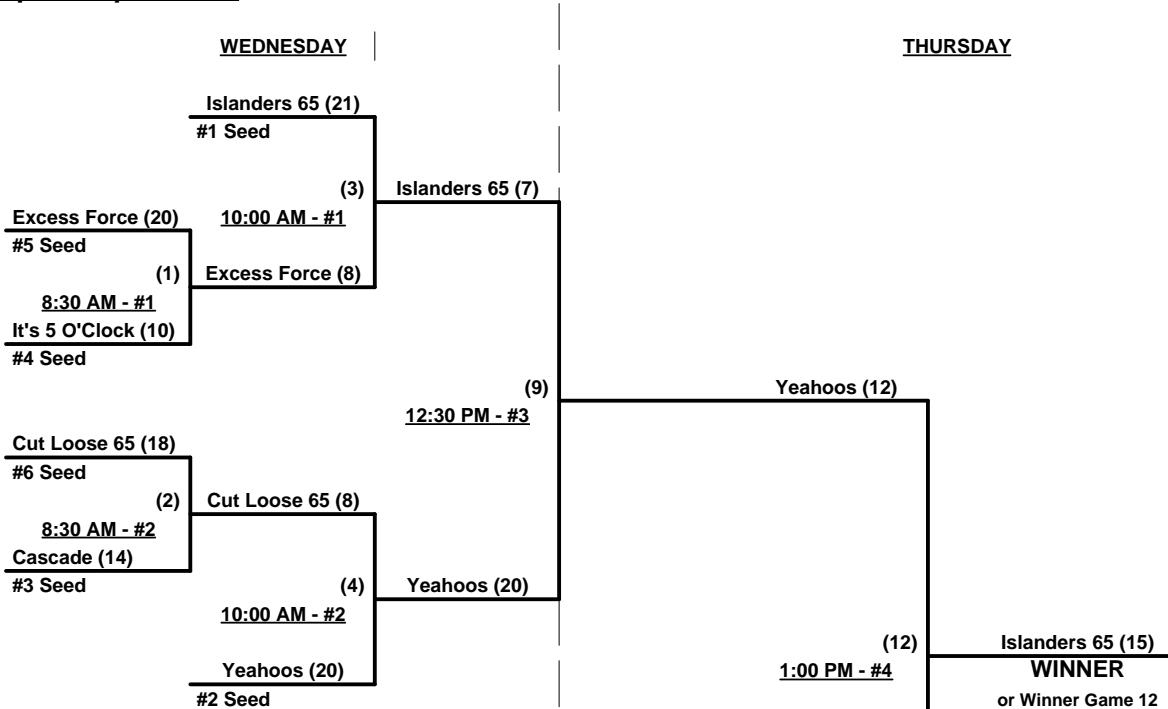 WEDNESDAY
THURSDAY
Islanders 65 (21)
#1 Seed
(3)
Islanders 65 (7)
Excess Force (20)
10:00 AM - #1
#5 Seed
(1)
Excess Force (8)
8:30 AM - #1
It's 5 O'Clock (10)
#4 Seed
(9)
Yeahoos (12)
12:30 PM - #3
Cut Loose 65 (18)
#6 Seed
(2)
Cut Loose 65 (8)
8:30 AM - #2
Cascade (14)
#3 Seed
(4)
Yeahoos (20)
10:00 AM - #2
(12)
Islanders 65 (15)
Yeahoos (20)
1:00 PM - #4
WINNER
#2 Seed
or Winner Game 12